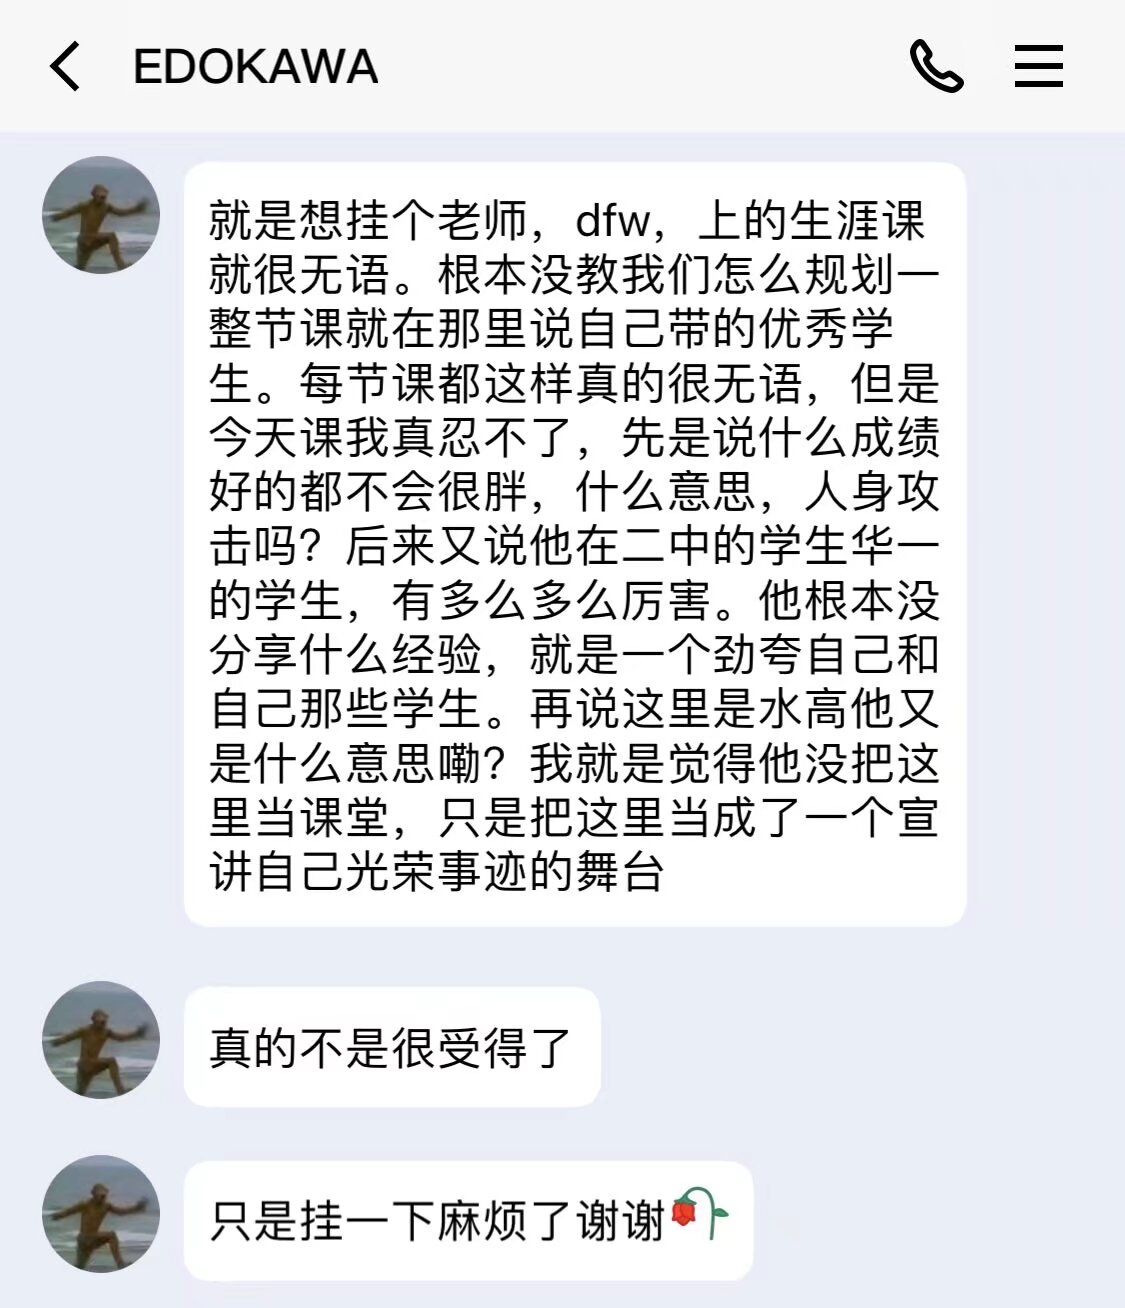 EDOKAWA
就是想挂个老师，dfw，上的生涯课
就很无语。根本没教我们怎么规划一
整节课就在那里说自己带的优秀学
生。每节课都这样真的很无语，但是
今天课我真忍不了，先是说什么成绩
好的都不会很胖，什么意思，人身攻
击吗？后来又说他在二中的学生华一
的学生，有多么多么厉害。他根本没
分享什么经验，就是一个劲夸自己和
自己那些学生。再说这里是水高他又
是什么意思嘞？我就是觉得他没把这
里当课堂，只是把这里当成了一个宣
讲自己光荣事迹的舞台
真的不是很受得了
只是挂一下麻烦了谢谢🥀